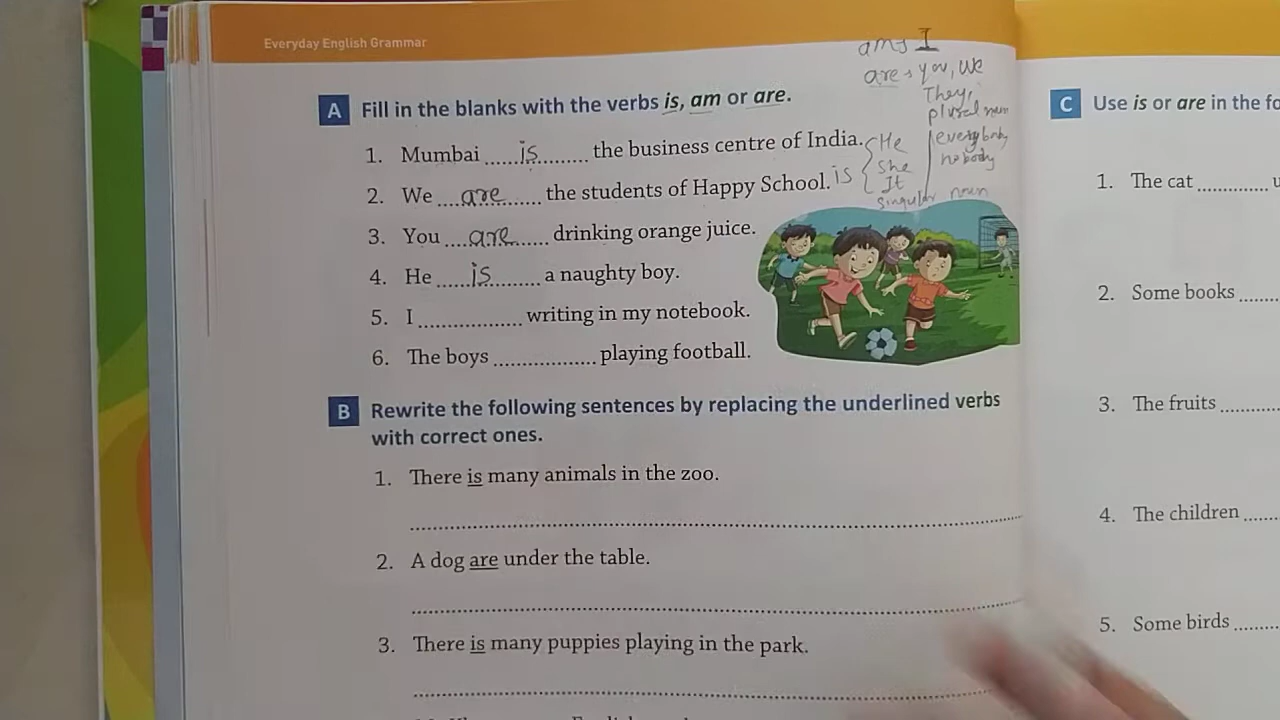 Everyday English Grammar
am → I
are → you, We
They,
plural noun
everybody
nobody
A Fill in the blanks with the verbs is, am or are.
1. Mumbai ......is.......... the business centre of India.
2. We ....are........ the students of Happy School.
3. You ....are....... drinking orange juice.
4. He ......is.......... a naughty boy.
5. I .................. writing in my notebook.
6. The boys .................. playing football.
is { He
She
It
singular noun
B Rewrite the following sentences by replacing the underlined verbs
with correct ones.
1. There is many animals in the zoo.
2. A dog are under the table.
3. There is many puppies playing in the park.
C Use is or are in the
1. The cat ..............
2. Some books ........
3. The fruits ............
4. The children .......
5. Some birds .........